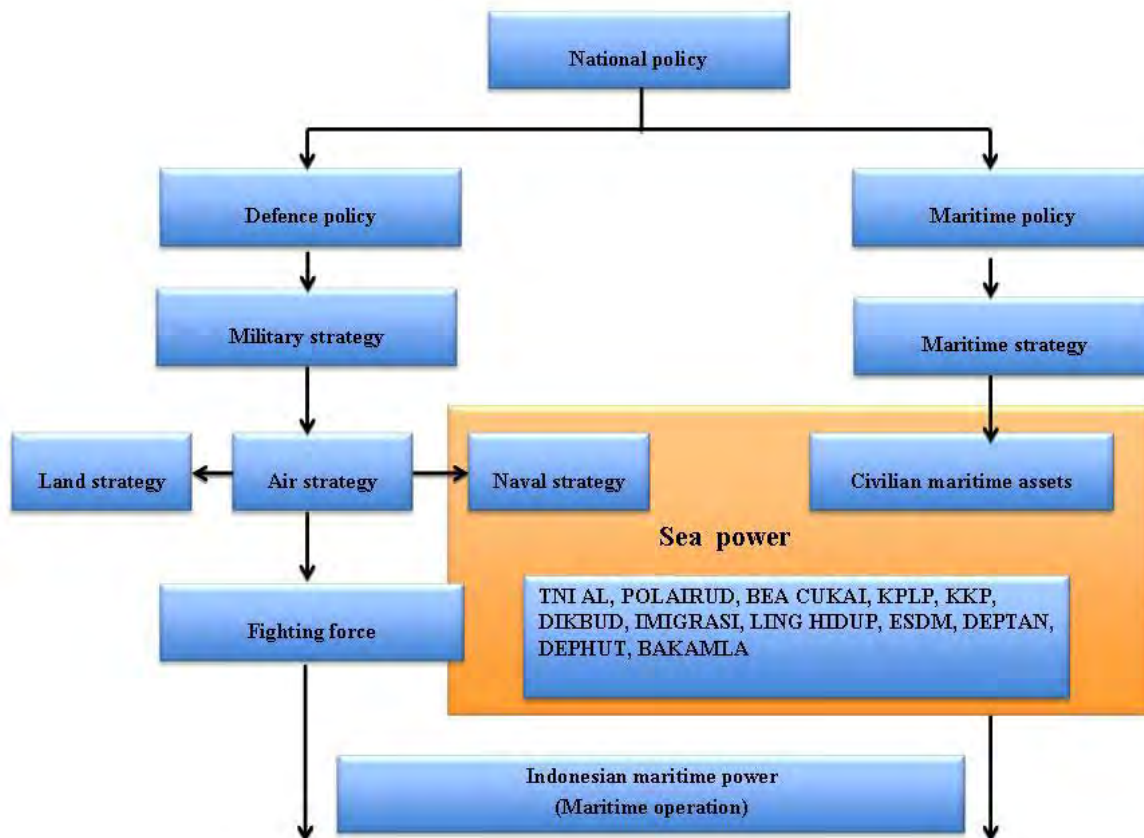 National policy
Defence policy
Maritime policy
Military strategy
Maritime strategy
Land strategy
Air strategy
Naval strategy
Civilian maritime assets
Sea power
Fighting force
TNI AL, POLAIRUD, BEA CUKAI, KPLP, KKP,
DIKBUD, IMIGRASI, LING HIDUP, ESDM, DEPTAN,
DEPHUT, BAKAMLA
Indonesian maritime power
(Maritime operation)